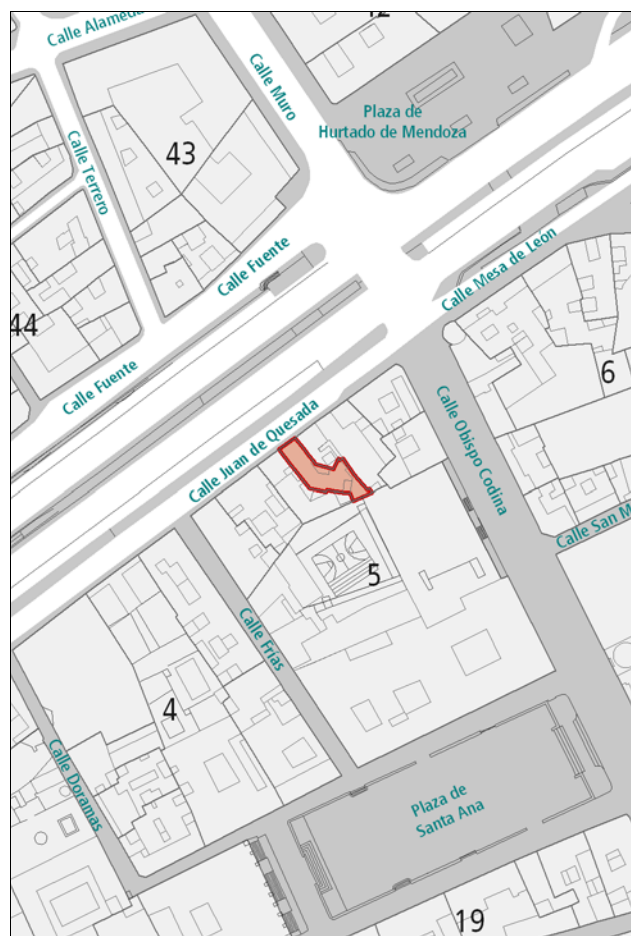 12
Calle Alameda
Calle Muro
Plaza de
Hurtado de Mendoza
43
Calle Terrero
Calle Fuente
Calle Mesa de León
44
Calle Fuente
6
Calle Juan de Quesada
Calle Obispo Codina
Calle San M
5
Calle Frías
4
Calle Doramas
Plaza de
Santa Ana
19